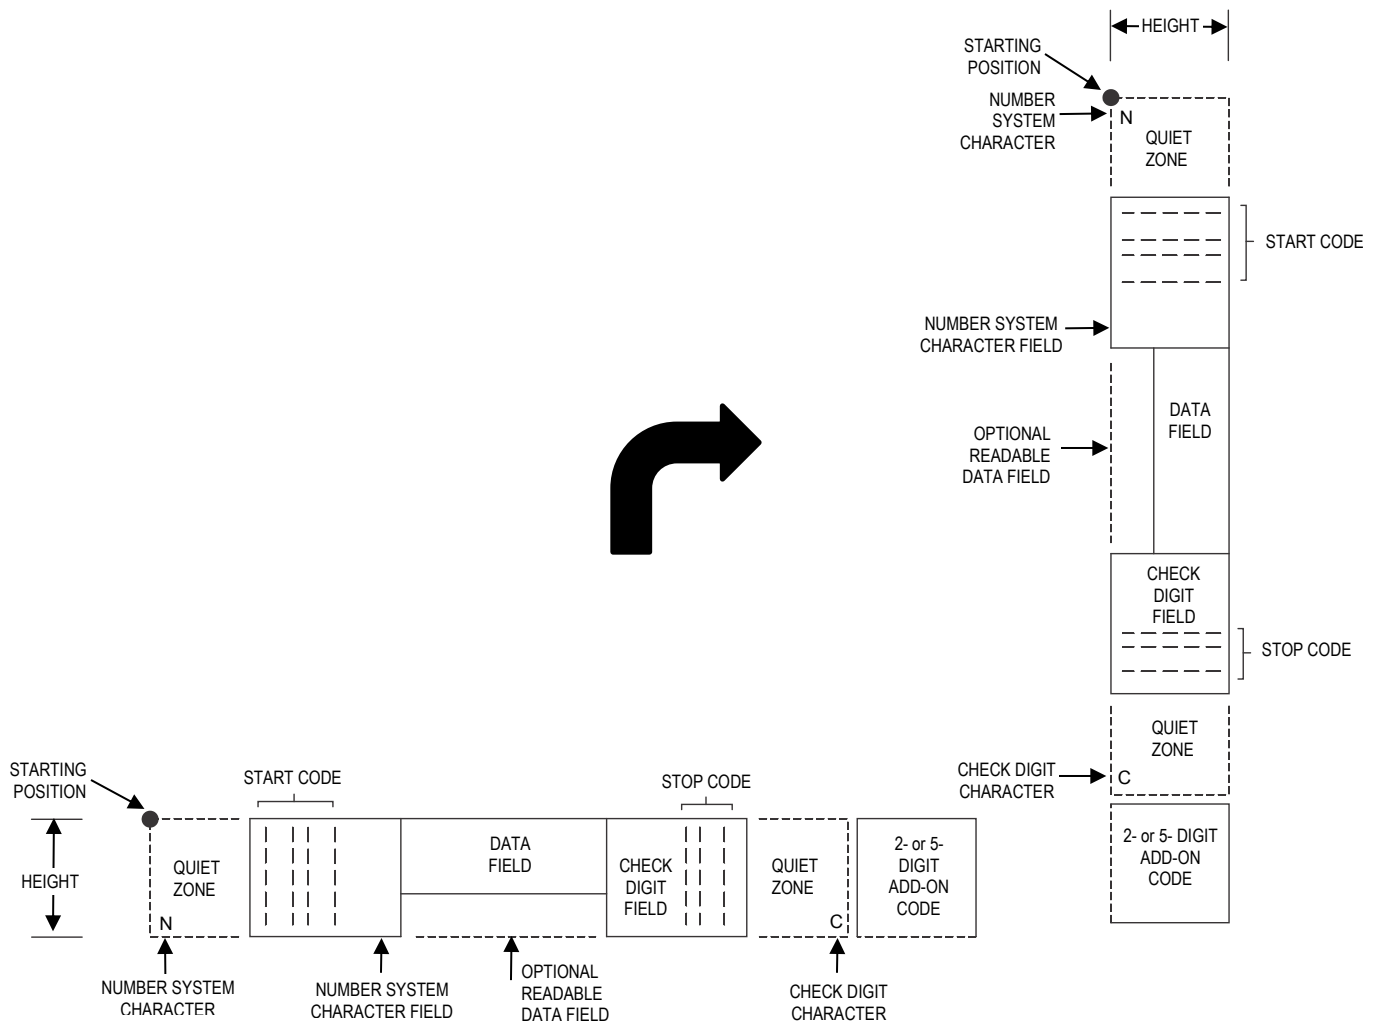 HEIGHT
STARTING
POSITION
NUMBER
SYSTEM
CHARACTER
N
QUIET
ZONE
START CODE
NUMBER SYSTEM
CHARACTER FIELD
DATA
FIELD
OPTIONAL
READABLE
DATA FIELD
CHECK
DIGIT
FIELD
STOP CODE
QUIET
ZONE
CHECK DIGIT
CHARACTER
C
2- or 5- DIGIT
ADD-ON
CODE
STARTING
POSITION
START CODE
STOP CODE
HEIGHT
QUIET
ZONE
N
DATA
FIELD
CHECK
DIGIT
FIELD
QUIET
ZONE
C
2- or 5-
DIGIT
ADD-ON
CODE
NUMBER SYSTEM
CHARACTER
NUMBER SYSTEM
CHARACTER FIELD
OPTIONAL
READABLE
DATA FIELD
CHECK DIGIT
CHARACTER